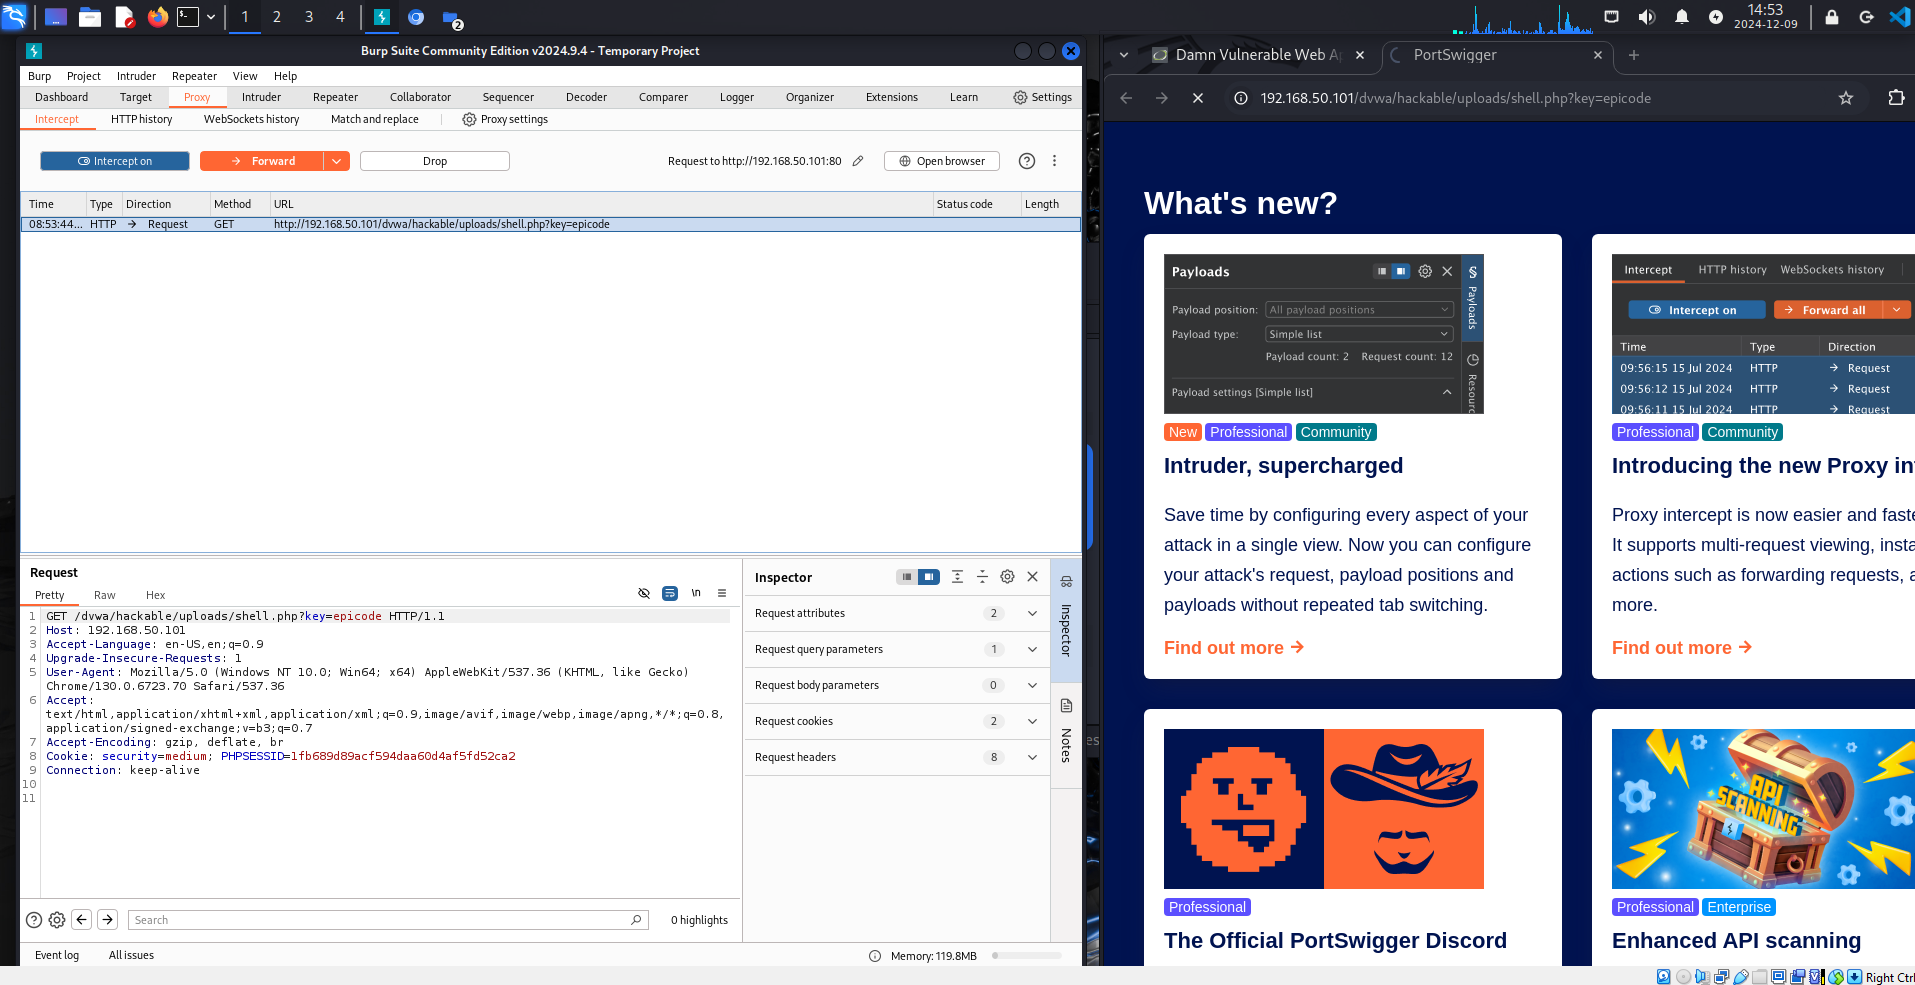 1 2 3 4
2
14:53
2024-12-09
Burp Suite Community Edition v2024.9.4 - Temporary Project
Burp Project Intruder Repeater View Help
Dashboard Target Proxy Intruder Repeater Collaborator Sequencer Decoder Comparer Logger Organizer Extensions Learn Settings
Intercept HTTP history WebSockets history Match and replace Proxy settings
Intercept on Forward Drop Request to http://192.168.50.101:80 Open browser
Time Type Direction Method URL Status code Length
08:53:44... HTTP Request GET http://192.168.50.101/dvwa/hackable/uploads/shell.php?key=epicode
Request
Pretty Raw Hex \n
1 GET /dvwa/hackable/uploads/shell.php?key=epicode HTTP/1.1
2 Host: 192.168.50.101
3 Accept-Language: en-US,en;q=0.9
4 Upgrade-Insecure-Requests: 1
5 User-Agent: Mozilla/5.0 (Windows NT 10.0; Win64; x64) AppleWebKit/537.36 (KHTML, like Gecko)
Chrome/130.0.6723.70 Safari/537.36
6 Accept:
text/html,application/xhtml+xml,application/xml;q=0.9,image/avif,image/webp,image/apng,*/*;q=0.8,
application/signed-exchange;v=b3;q=0.7
7 Accept-Encoding: gzip, deflate, br
8 Cookie: security=medium; PHPSESSID=1fb689d89acf594daa60d4af5fd52ca2
9 Connection: keep-alive
10
11
Search 0 highlights
Inspector
Request attributes 2
Request query parameters 1
Request body parameters 0
Request cookies 2
Request headers 8
Inspector
Notes
Event log All issues Memory: 119.8MB
Damn Vulnerable Web Ap PortSwigger
192.168.50.101/dvwa/hackable/uploads/shell.php?key=epicode
What's new?
Payloads
Payload position: All payload positions
Payload type: Simple list
Payload count: 2 Request count: 12
Payload settings [Simple list]
Payloads
Resourc
New Professional Community
Intruder, supercharged
Save time by configuring every aspect of your
attack in a single view. Now you can configure
your attack's request, payload positions and
payloads without repeated tab switching.
Find out more
Intercept HTTP history WebSockets history
Intercept on Forward all
Time Type Direction
09:56:15 15 Jul 2024 HTTP Request
09:56:12 15 Jul 2024 HTTP Request
09:56:11 15 Jul 2024 HTTP Request
Professional Community
Introducing the new Proxy in
Proxy intercept is now easier and faste
It supports multi-request viewing, insta
actions such as forwarding requests, a
more.
Find out more
Professional
The Official PortSwigger Discord
API
SCANNING
Professional Enterprise
Enhanced API scanning
es
Right Ctrl